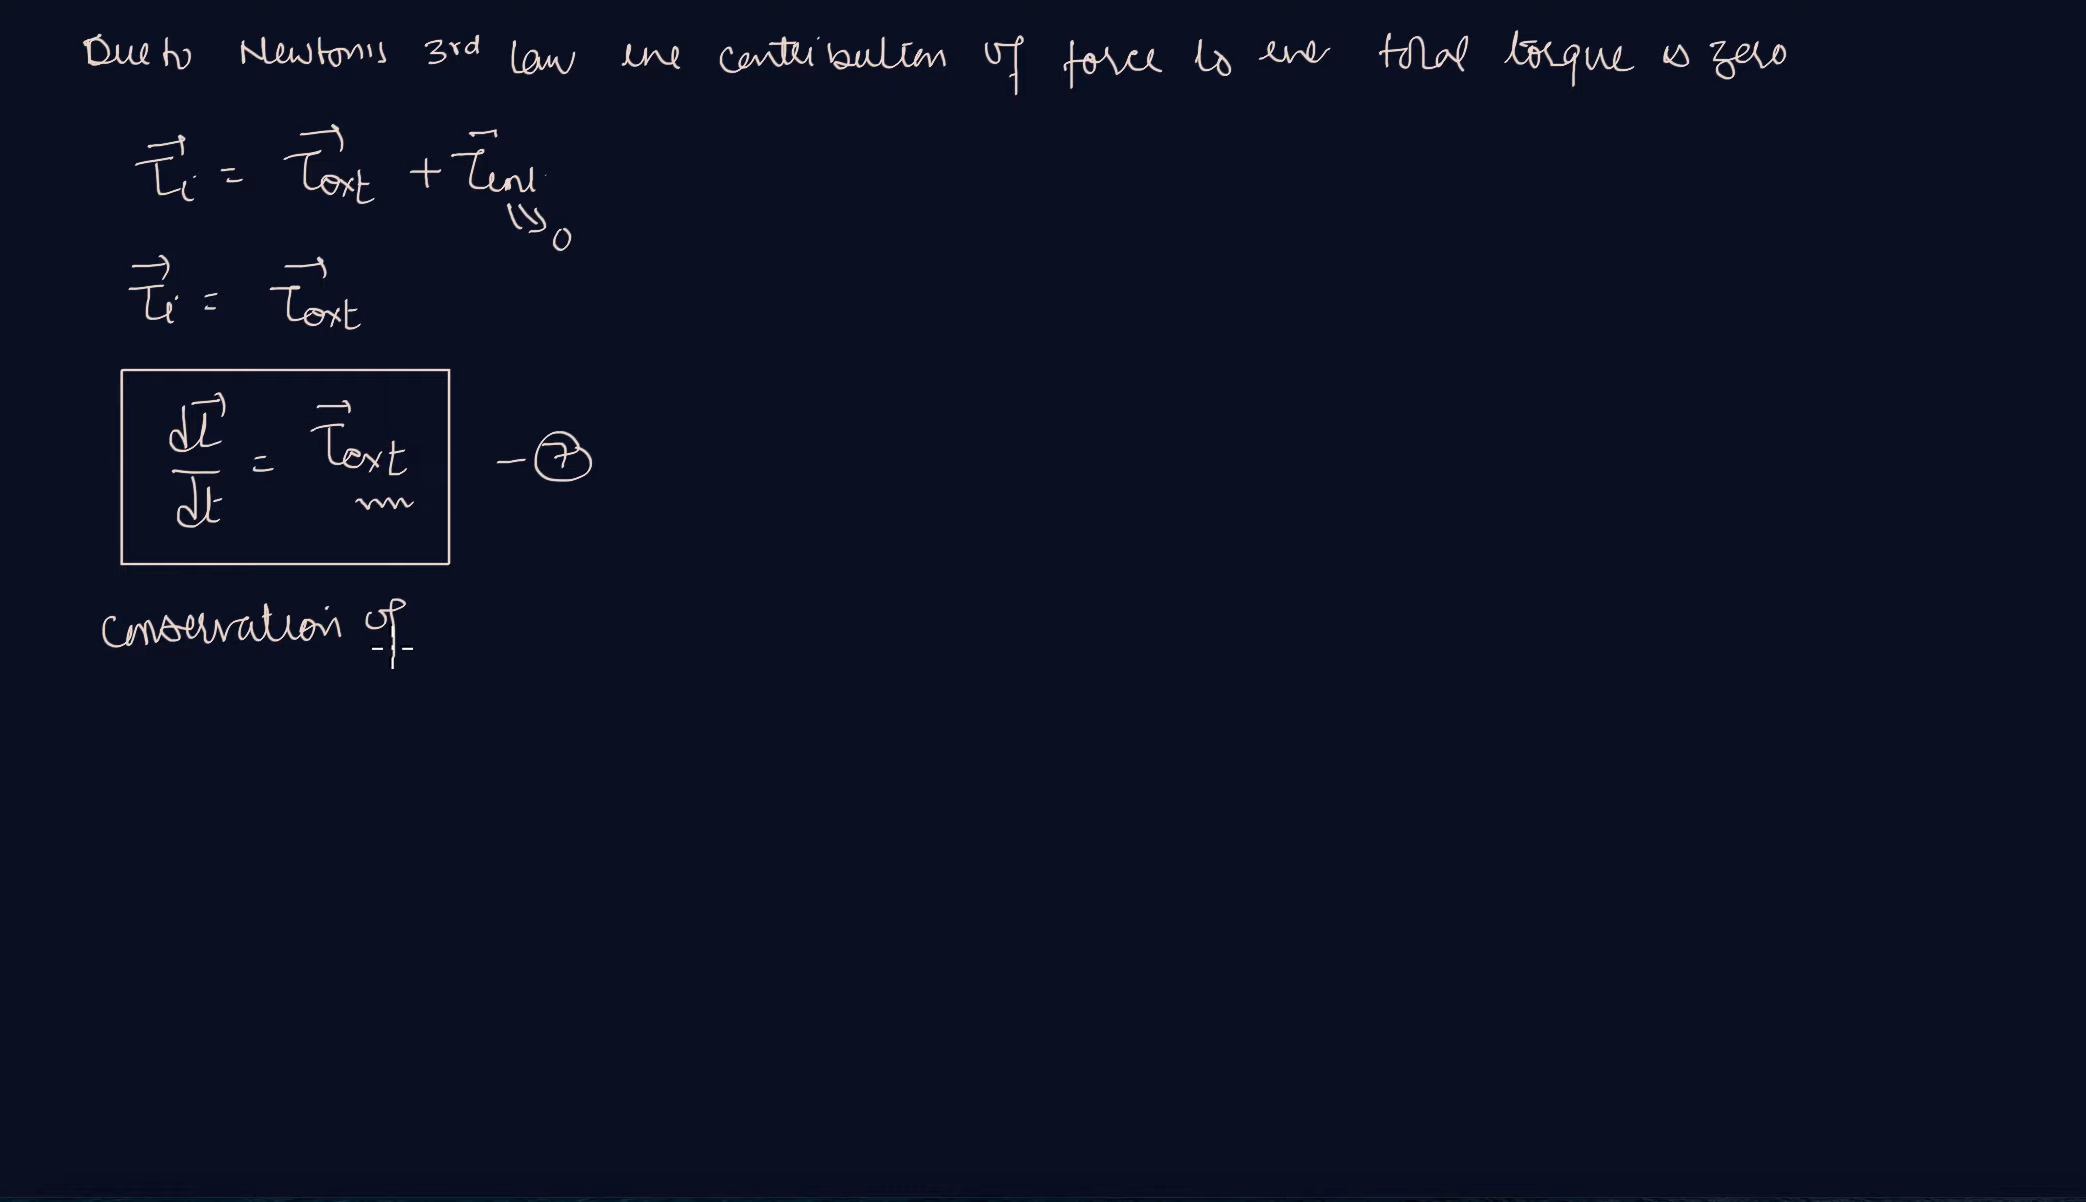 Due to Newton's 3rd law the contribution of force to the total torque is zero
τ⃗i = τ⃗ext + τ⃗int
⇓ 0
τ⃗i = τ⃗ext
dl⃗/dt = τ⃗ext - ⑦
conservation of